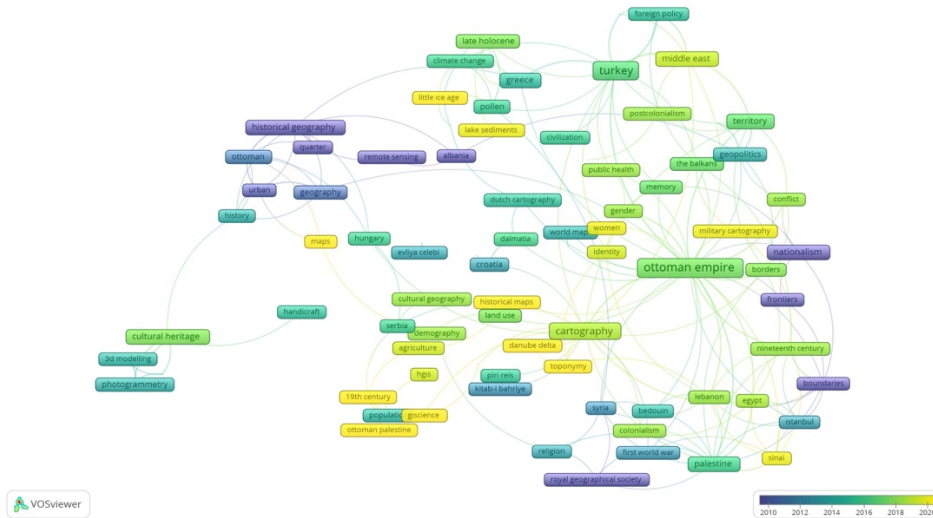 foreign policy
late holocene
climate change
middle east
turkey
greece
little ice age
pollen
postcolonialism
lake sediments
territory
historical geography
civilization
quarter
ottoman
remote sensing
albania
geopolitics
the balkans
public health
memory
urban
geography
dutch cartography
conflict
history
gender
women
military cartography
world map
maps
hungary
dalmatia
evliya celebi
identity
nationalism
croatia
ottoman empire
borders
cultural geography
historical maps
frontiers
handicraft
land use
serbia
demography
cartography
cultural heritage
agriculture
danube delta
nineteenth century
3d modelling
toponymy
hgis
piri reis
photogrammetry
kitab-i bahriye
boundaries
19th century
lebanon
egypt
populatio
giscience
syria
bedouin
istanbul
ottoman palestine
colonialism
religion
first world war
sinai
palestine
royal geographical society
VOSviewer
2010 2012 2014 2016 2018